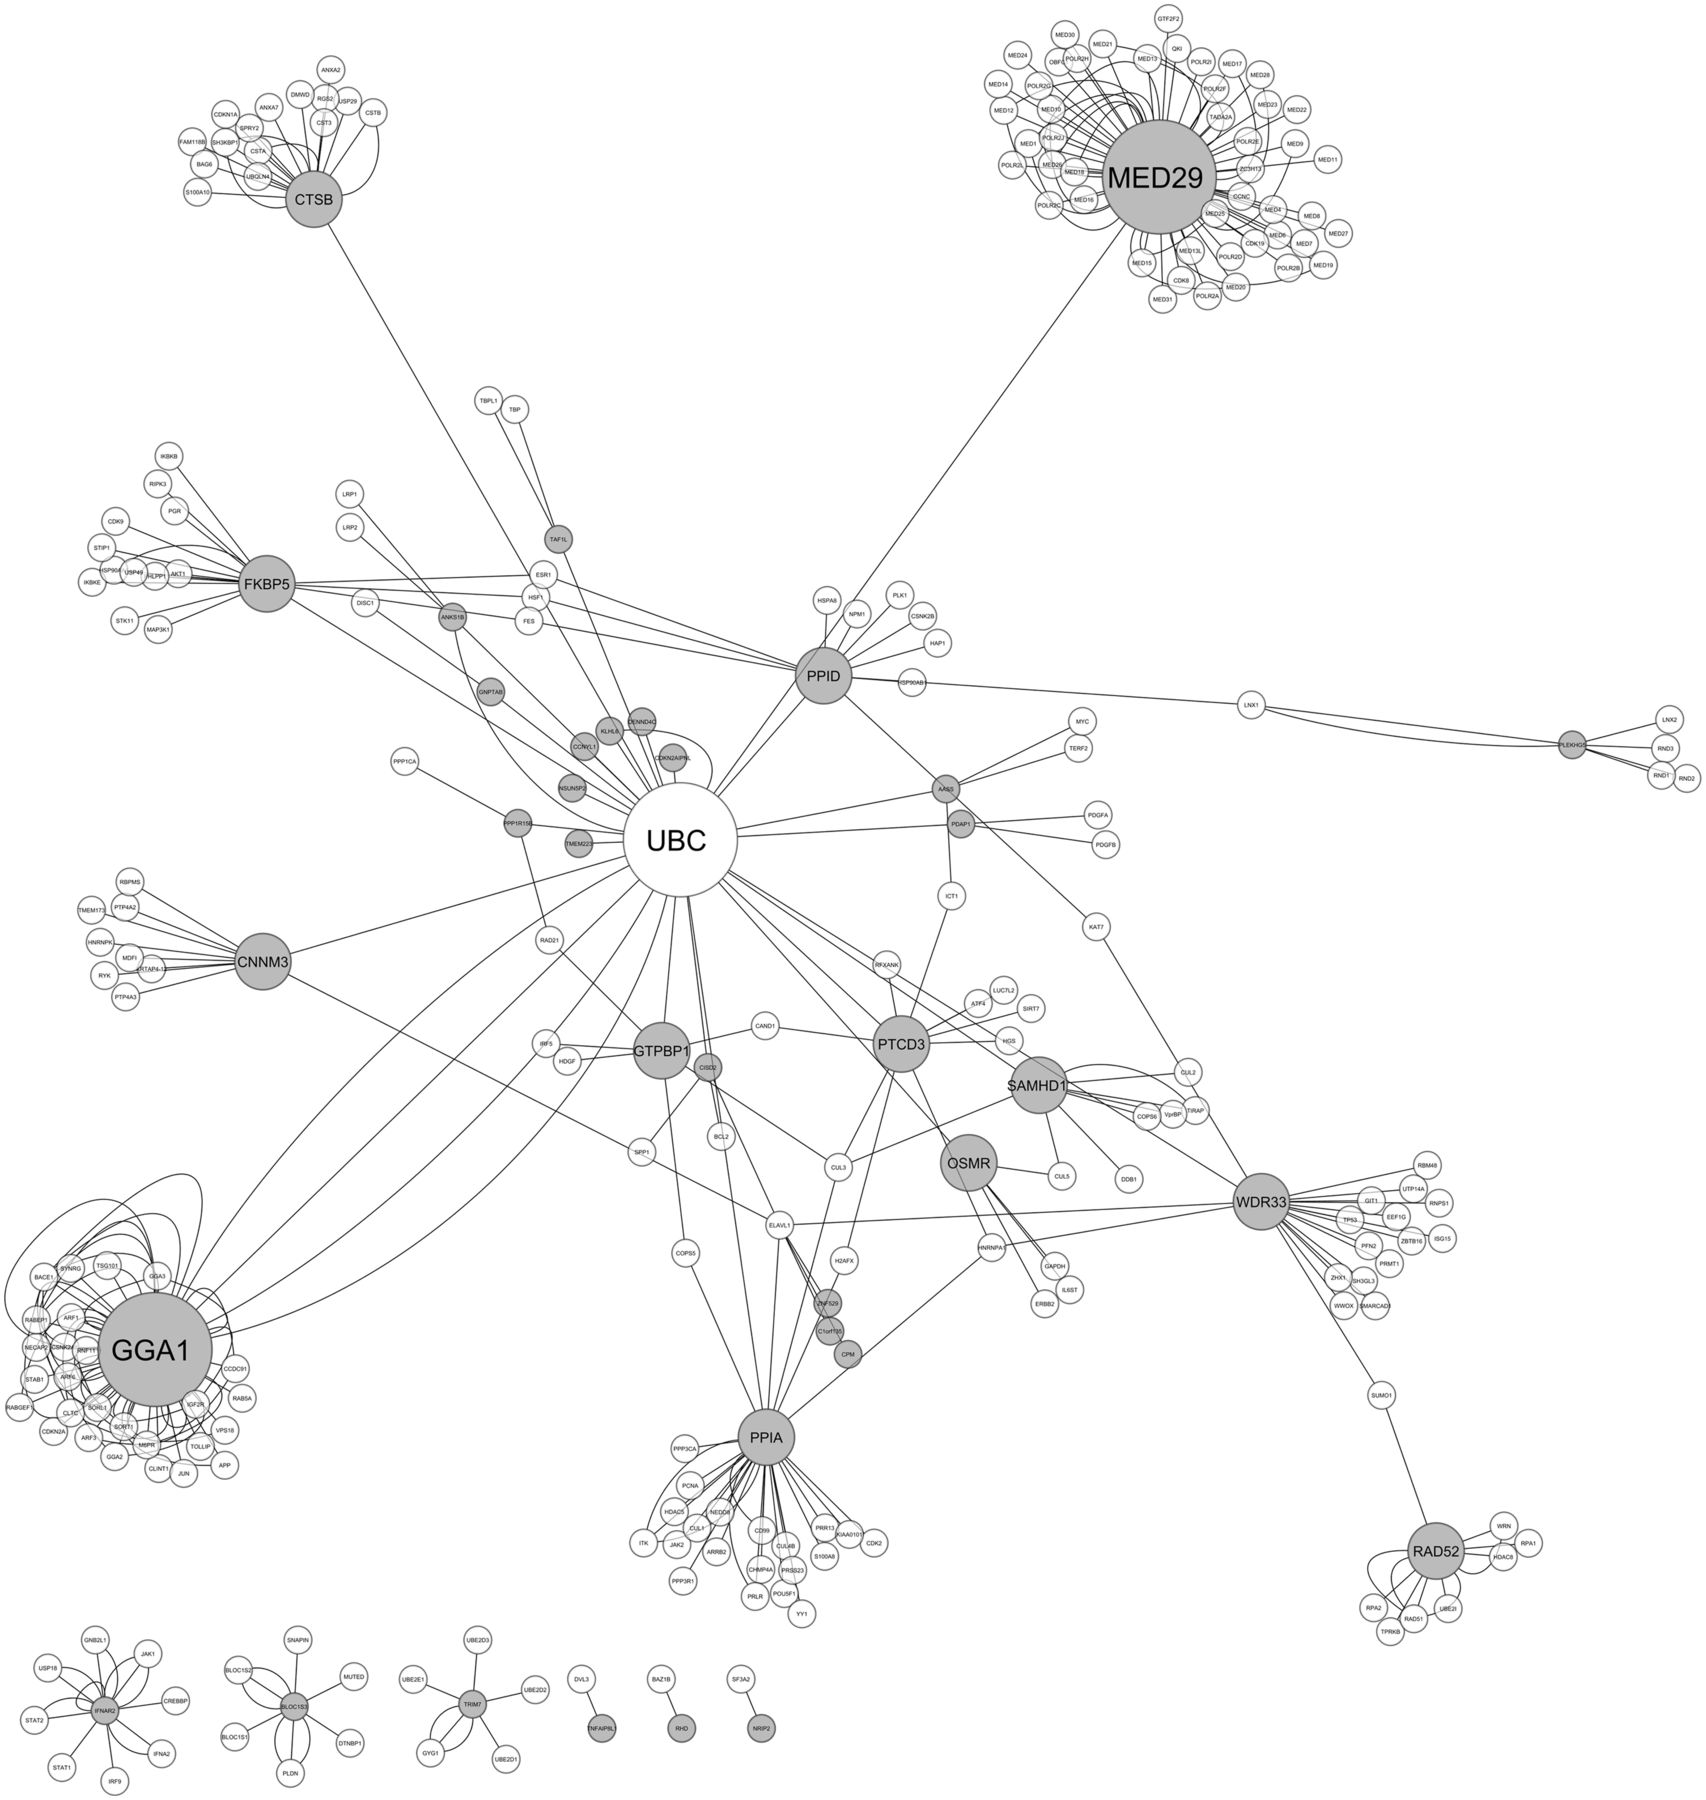 GTF2F2
MED30
MED21
QKI
MED24
POLR2H
MED13
POLR2I
MED17
MED28
MED14
POLR2G
POLR2F
MED23
MED22
MED12
MED10
TADA2A
POLR2J
POLR2E
MED1
MED9
MED11
POLR2L
MED26
MED18
ZC3H13
MED29
MED16
CCNC
POLR2C
MED25
MED4
MED8
MED27
MED6
MED7
CDK19
MED15
MED13L
POLR2D
POLR2B
MED19
CDK8
MED20
MED31
POLR2A
ANXA2
DMWD
RGS2
USP29
ANXA7
CSTB
CDKN1A
SPRY2
CST3
FAM118B
SH3KBP1
CSTA
BAG6
UBQLN4
S100A10
CTSB
TBPL1
TBP
IKBKB
RIPK3
PGR
LRP1
LRP2
CDK9
STIP1
TAF1L
USP49
AKT1
IKBKE
FKBP5
ESR1
HSF1
FES
DISC1
ANKS1B
STK11
MAP3K1
HSPA8
NPM1
PLK1
CSNK2B
HAP1
PPID
HSP90AB1
GNPTAB
LNX1
LNX2
RND3
RND1
RND2
PLEKHG5
KLHL6
DENND4C
CCNYL1
CDKN2AIPNL
MYC
TERF2
PPP1CA
NSUN5P2
AASS
PPP1R15B
TMEM223
UBC
PDAP1
PDGFA
PDGFB
RBPMS
TMEM173
PTP4A2
HNRNPK
MDFI
RYK
PTP4A3
CNNM3
ICT1
KAT7
RAD21
RFXANK
ATF4
LUC7L2
SIRT7
CAND1
IRF5
HDGF
GTPBP1
PTCD3
HGS
CISD2
SAMHD1
CUL2
COPS6
VprBP
TIRAP
BCL2
SPP1
CUL3
OSMR
CUL5
DDB1
WDR33
RBM48
UTP14A
RNPS1
GIT1
EEF1G
TP53
ZBTB16
ISG15
PFN2
PRMT1
ZHX1
SH3GL3
WWOX
SMARCAD1
ELAVL1
HNRNPA1
COPS5
H2AFX
GAPDH
IL6ST
ERBB2
ZNF529
C1orf135
CPM
BACE1
SYNRG
TSG101
GGA3
RABEP1
ARF1
NECAP2
RNF11
GGA1
CCDC91
STAB1
ARF6
RAB5A
RABGEF1
CLTC
SORL1
IGF2R
CDKN2A
ARF3
SORT1
VPS18
GGA2
M6PR
TOLLIP
CLINT1
JUN
APP
SUMO1
PPIA
PPP3CA
PCNA
HDAC5
NEDD8
CUL1
CD99
PRR13
KIAA0101
CDK2
ITK
JAK2
ARRB2
CUL4B
S100A8
CHMP4A
PRSS23
PPP3R1
PRLR
POU5F1
YY1
RAD52
WRN
RPA1
HDAC8
RPA2
RAD51
UBE2I
TPRKB
GNB2L1
JAK1
USP18
IFNAR2
CREBBP
STAT2
IFNA2
STAT1
IRF9
SNAPIN
BLOC1S2
MUTED
BLOC1S3
BLOC1S1
DTNBP1
PLDN
UBE2D3
UBE2E1
UBE2D2
TRIM7
GYG1
UBE2D1
DVL3
TNFAIP8L1
BAZ1B
RHD
SF3A2
NRIP2